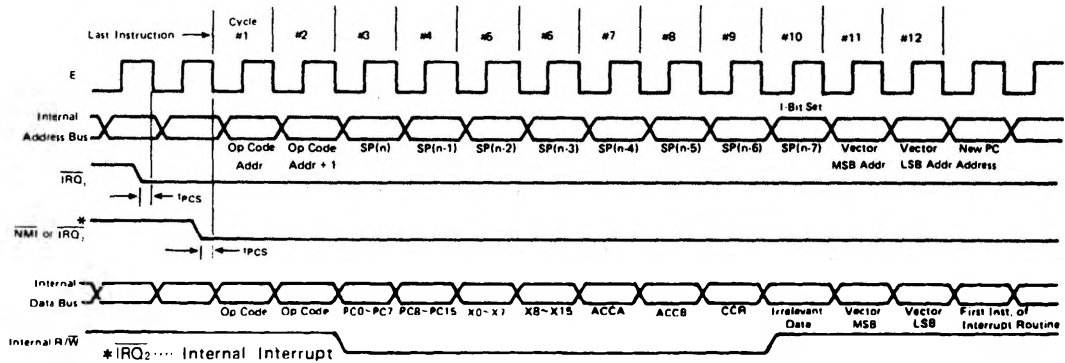 Last Instruction
Cycle
#1 #2 #3 #4 #5 #6 #7 #8 #9 #10 #11 #12
E
I-Bit Set
Internal
Address Bus
Op Code Op Code SP(n) SP(n-1) SP(n-2) SP(n-3) SP(n-4) SP(n-5) SP(n-6) SP(n-7) Vector Vector New PC
Addr Addr + 1 MSB Addr LSB Addr Address
IRQ₁
tPCS
NMI or IRQ₂ *
tPCS
Internal
Data Bus
Op Code Op Code PC0~PC7 PC8~PC15 X0~X7 X8~X15 ACCA ACCB CCR Irrelevant Vector Vector First Inst. of
Data MSB LSB Interrupt Routine
Internal R/W
*IRQ₂ ···· Internal Interrupt